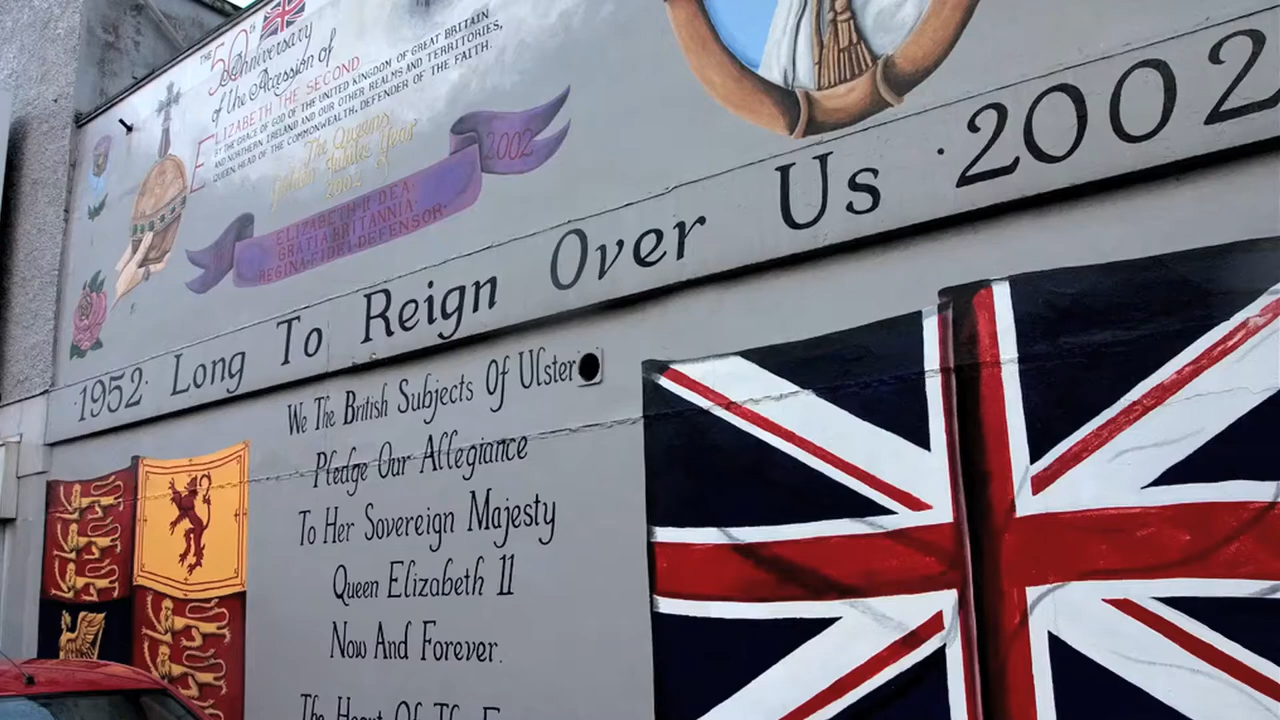 THE 50th
Anniversary
of the Accession of
ELIZABETH THE SECOND
BY THE GRACE OF GOD OF THE UNITED KINGDOM OF GREAT BRITAIN
AND NORTHERN IRELAND AND OUR OTHER REALMS AND TERRITORIES,
QUEEN, HEAD OF THE COMMONWEALTH, DEFENDER OF THE FAITH.
The Queens
Golden Jubilee Year
2002
2002
ELIZABETH II DEA
GRATIA BRITANNIA
REGINA FIDEI DEFENSOR
1952 Long To Reign Over Us 2002
We The British Subjects Of Ulster
Pledge Our Allegiance
To Her Sovereign Majesty
Queen Elizabeth 11
Now And Forever.
The Heart Of The